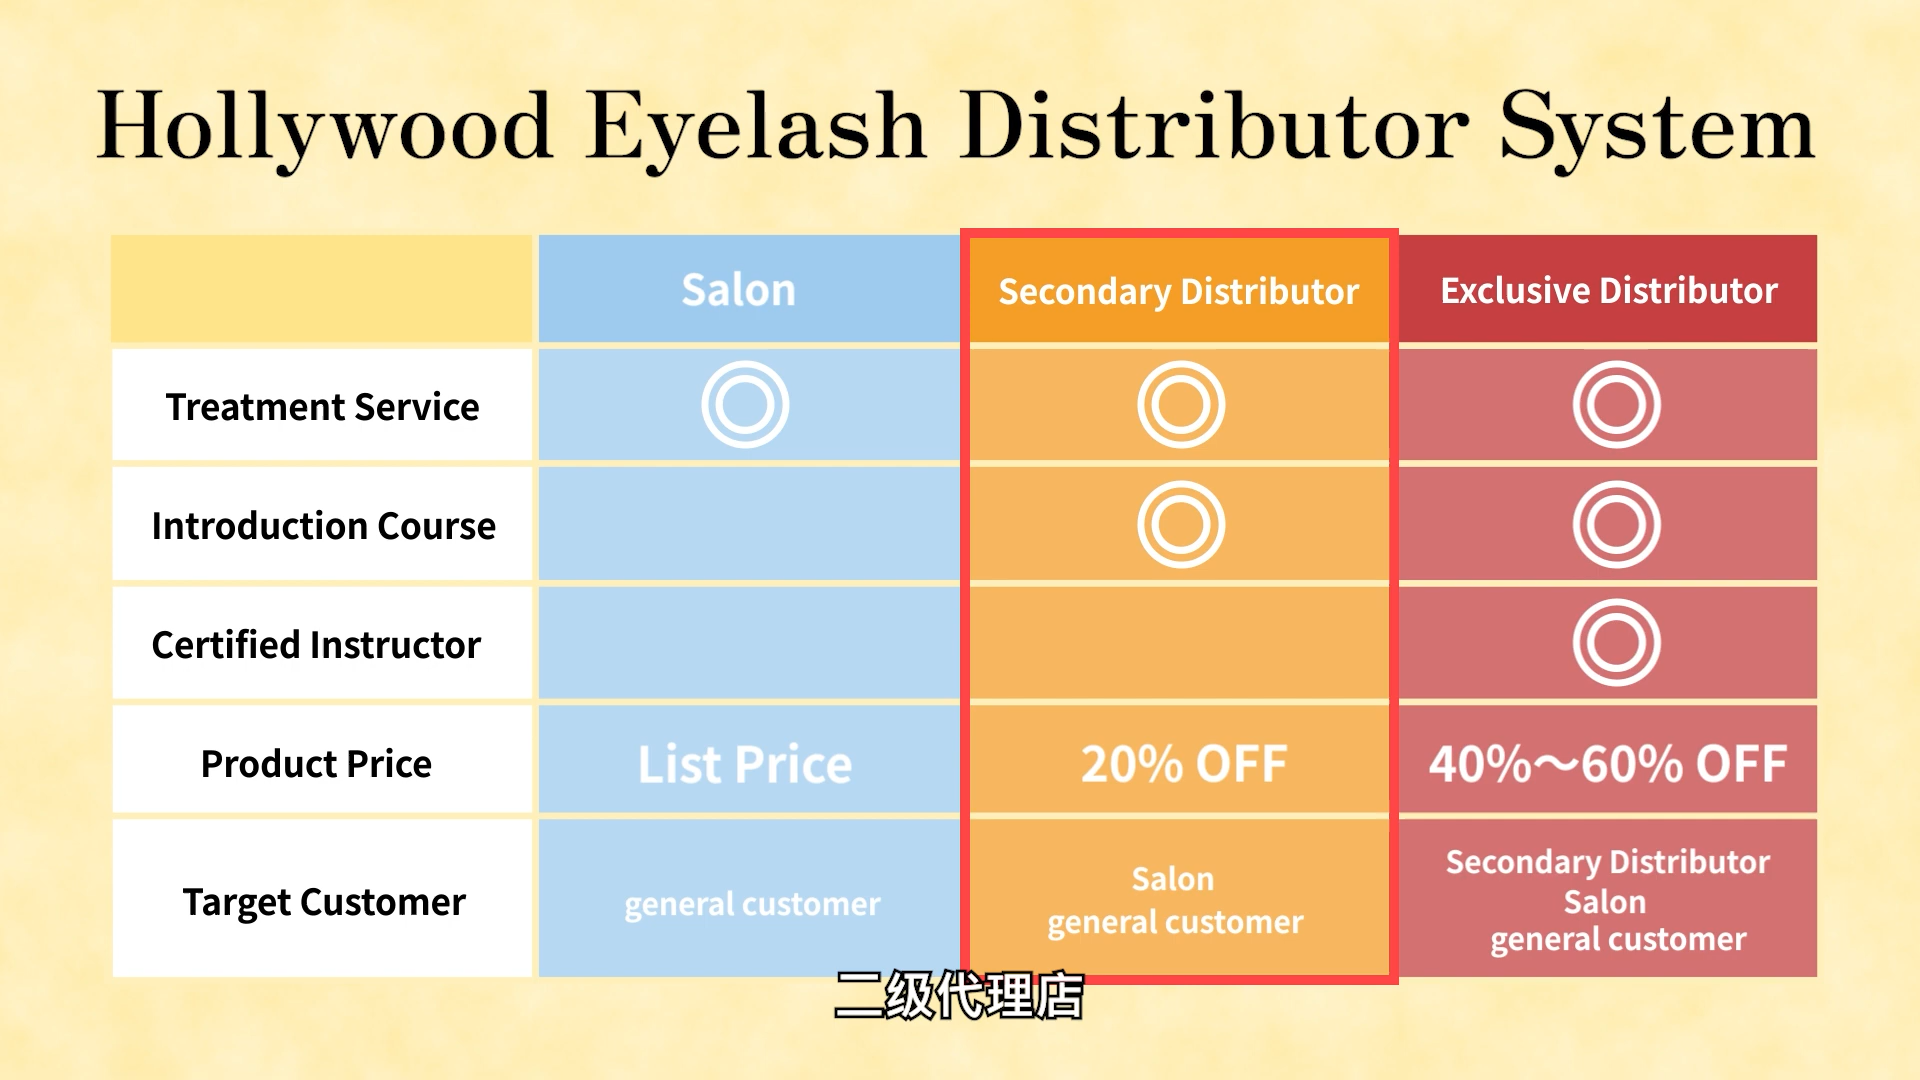 Hollywood Eyelash Distributor System
Salon
Secondary Distributor
Exclusive Distributor
Treatment Service
Introduction Course
Certified Instructor
Product Price
List Price
20% OFF
40%～60% OFF
Target Customer
general customer
Salon
general customer
Secondary Distributor
Salon
general customer
二级代理店